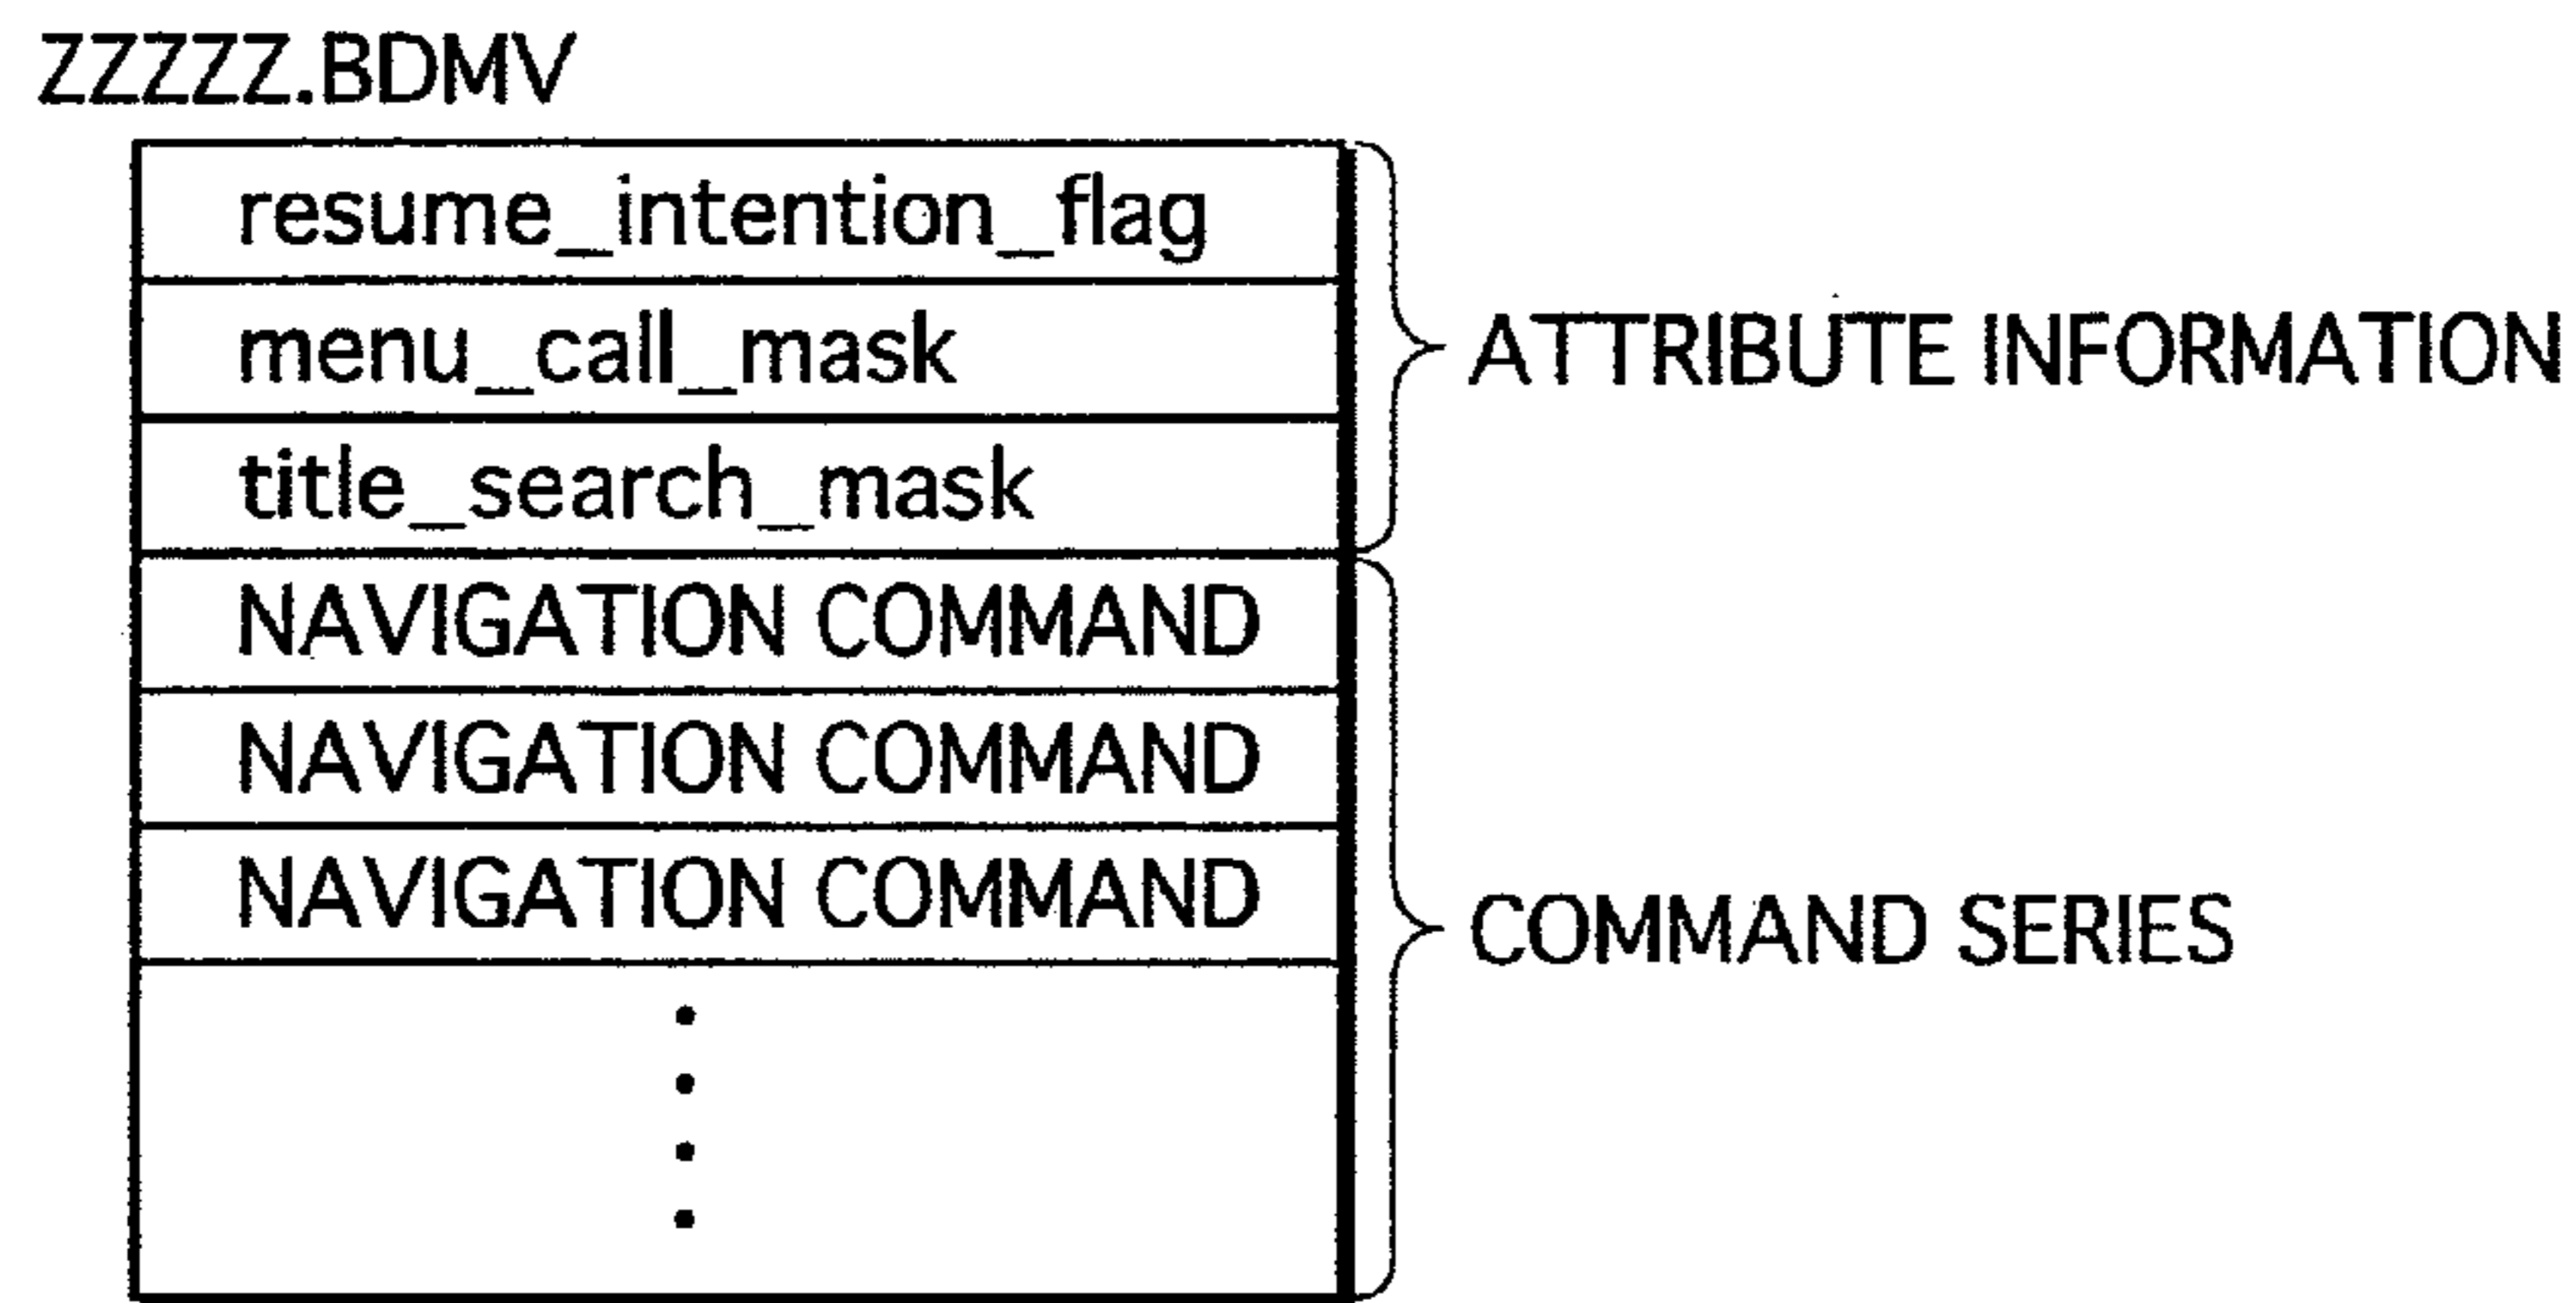 ZZZZZ.BDMV
resume_intention_flag
menu_call_mask
title_search_mask
ATTRIBUTE INFORMATION
NAVIGATION COMMAND
NAVIGATION COMMAND
NAVIGATION COMMAND
COMMAND SERIES